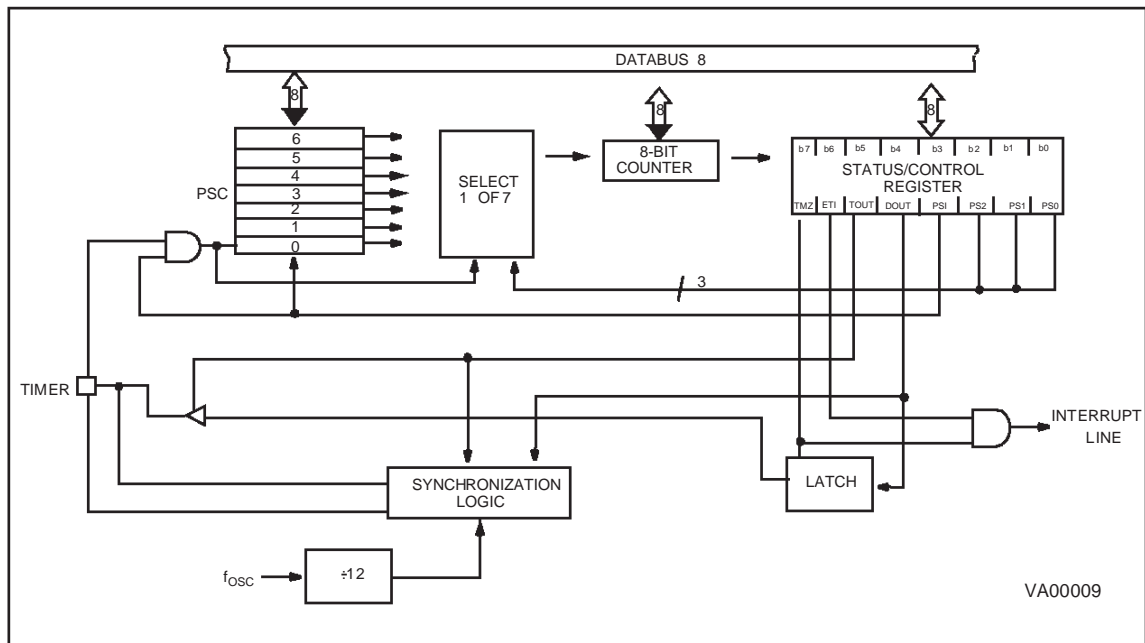 DATABUS 8
8
8
8
6
5
4
3
2
1
0
PSC
SELECT
1 OF 7
8-BIT
COUNTER
b7 b6 b5 b4 b3 b2 b1 b0
STATUS/CONTROL
REGISTER
TMZ ETI TOUT DOUT PSI PS2 PS1 PS0
3
TIMER
INTERRUPT
LINE
SYNCHRONIZATION
LOGIC
LATCH
fOSC
÷12
VA00009